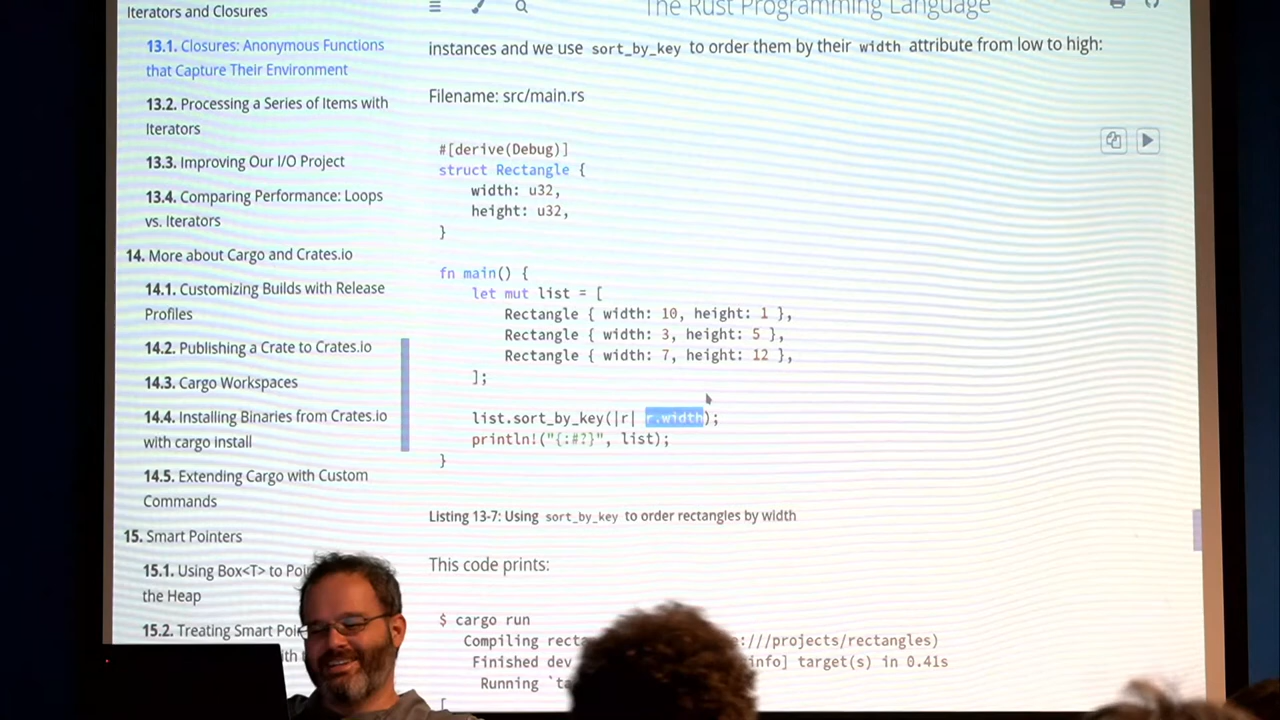 Iterators and Closures
13.1. Closures: Anonymous Functions
that Capture Their Environment
13.2. Processing a Series of Items with
Iterators
13.3. Improving Our I/O Project
13.4. Comparing Performance: Loops
vs. Iterators
14. More about Cargo and Crates.io
14.1. Customizing Builds with Release
Profiles
14.2. Publishing a Crate to Crates.io
14.3. Cargo Workspaces
14.4. Installing Binaries from Crates.io
with cargo install
14.5. Extending Cargo with Custom
Commands
15. Smart Pointers
15.1. Using Box<T> to
the Heap
15.2. Treating Smart
The Rust Programming Language
instances and we use sort_by_key to order them by their width attribute from low to high:
Filename: src/main.rs
#[derive(Debug)]
struct Rectangle {
width: u32,
height: u32,
}
fn main() {
let mut list = [
Rectangle { width: 10, height: 1 },
Rectangle { width: 3, height: 5 },
Rectangle { width: 7, height: 12 },
];
list.sort_by_key(|r| r.width);
println!("{:#?}", list);
}
Listing 13-7: Using sort_by_key to order rectangles by width
This code prints:
$ cargo run
Compiling :///projects/rectangles)
Finished dev target(s) in 0.41s
Running
[